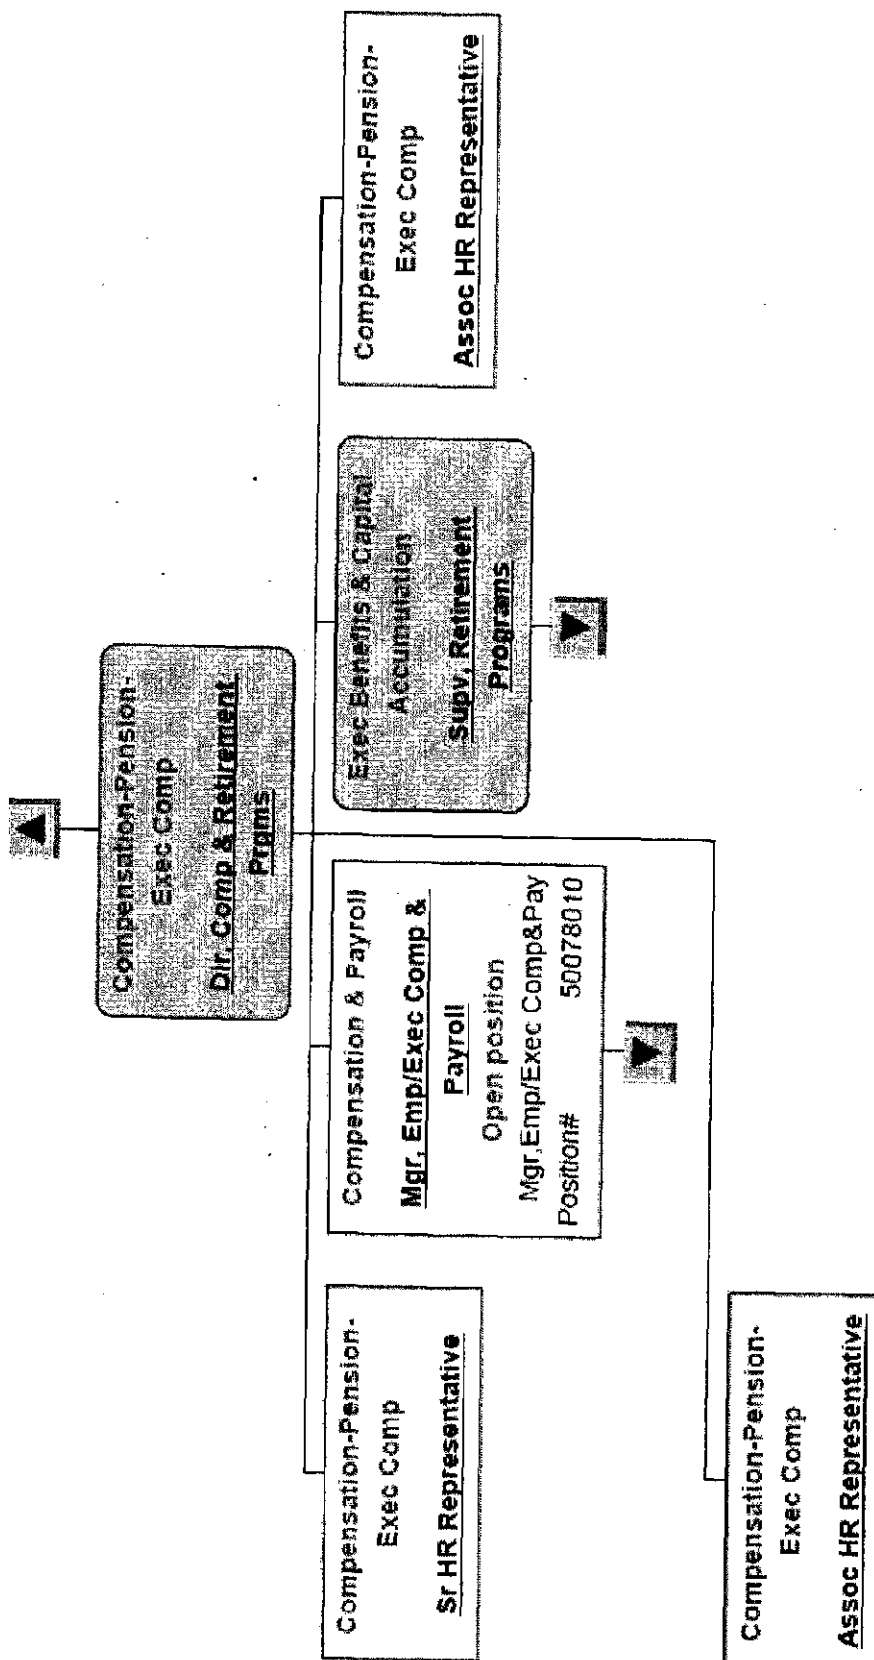 Compensation-Pension-
Exec Comp
Dir, Comp & Retirement
Prgms
Compensation-Pension-
Exec Comp
Sr HR Representative
Compensation & Payroll
Mgr, Emp/Exec Comp &
Payroll
Open position
Mgr,Emp/Exec Comp&Pay
Position# 50078010
Exec Benefits & Capital
Accumulation
Supv, Retirement
Programs
Compensation-Pension-
Exec Comp
Assoc HR Representative
Compensation-Pension-
Exec Comp
Assoc HR Representative